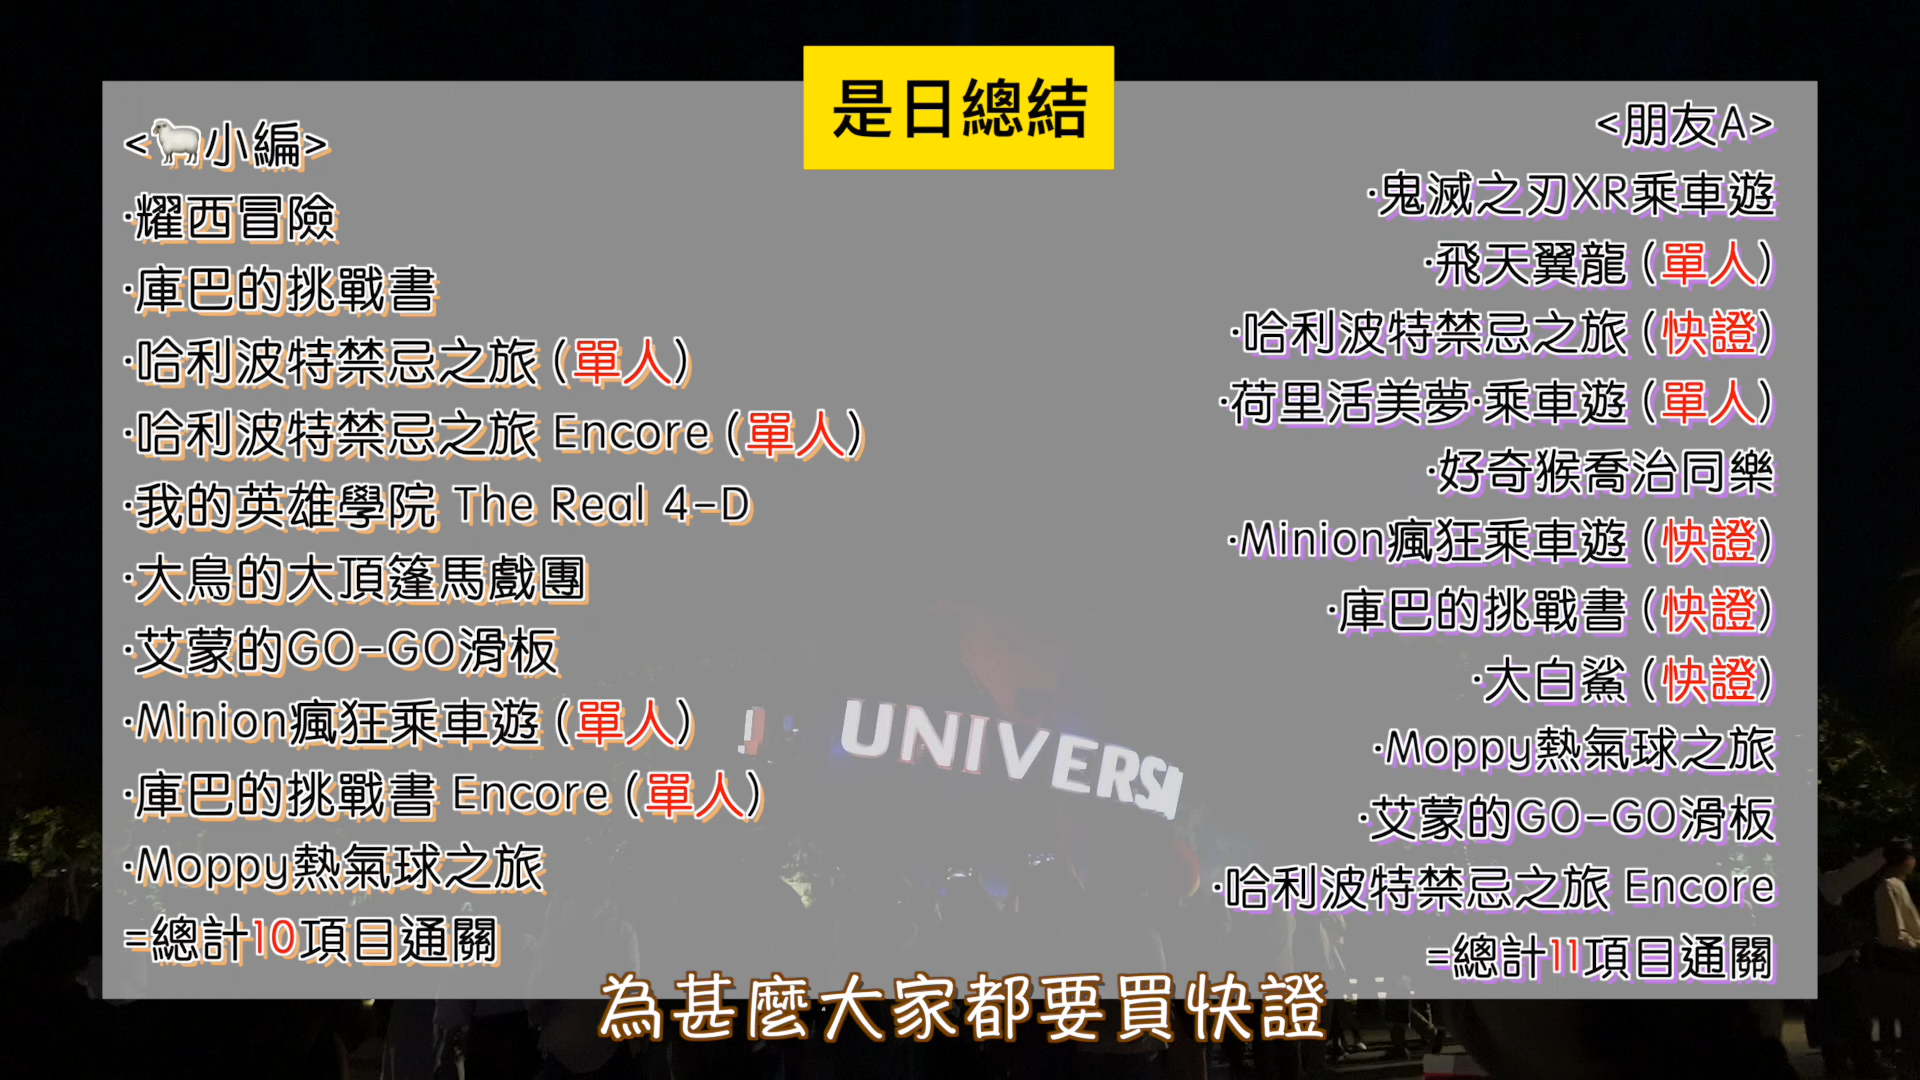 是日總結
<小編>
·耀西冒險
·庫巴的挑戰書
·哈利波特禁忌之旅 (單人)
·哈利波特禁忌之旅 Encore (單人)
·我的英雄學院 The Real 4-D
·大鳥的大頂篷馬戲團
·艾蒙的GO-GO滑板
·Minion瘋狂乘車遊 (單人)
·庫巴的挑戰書 Encore (單人)
·Moppy熱氣球之旅
=總計10項目通關
<朋友A>
·鬼滅之刃XR乘車遊
·飛天翼龍 (單人)
·哈利波特禁忌之旅 (快證)
·荷里活美夢·乘車遊 (單人)
·好奇猴喬治同樂
·Minion瘋狂乘車遊 (快證)
·庫巴的挑戰書 (快證)
·大白鯊 (快證)
·Moppy熱氣球之旅
·艾蒙的GO-GO滑板
·哈利波特禁忌之旅 Encore
=總計11項目通關
UNIVERS
為甚麼大家都要買快證